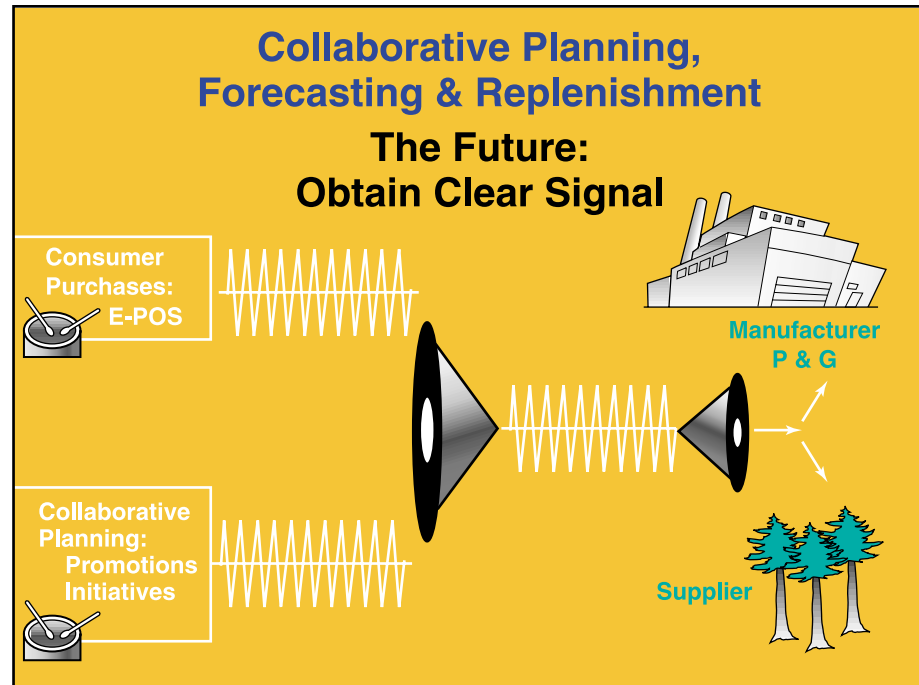 Collaborative Planning,
Forecasting & Replenishment
The Future:
Obtain Clear Signal
Consumer
Purchases:
E-POS
Manufacturer
P & G
Collaborative
Planning:
Promotions
Initiatives
Supplier